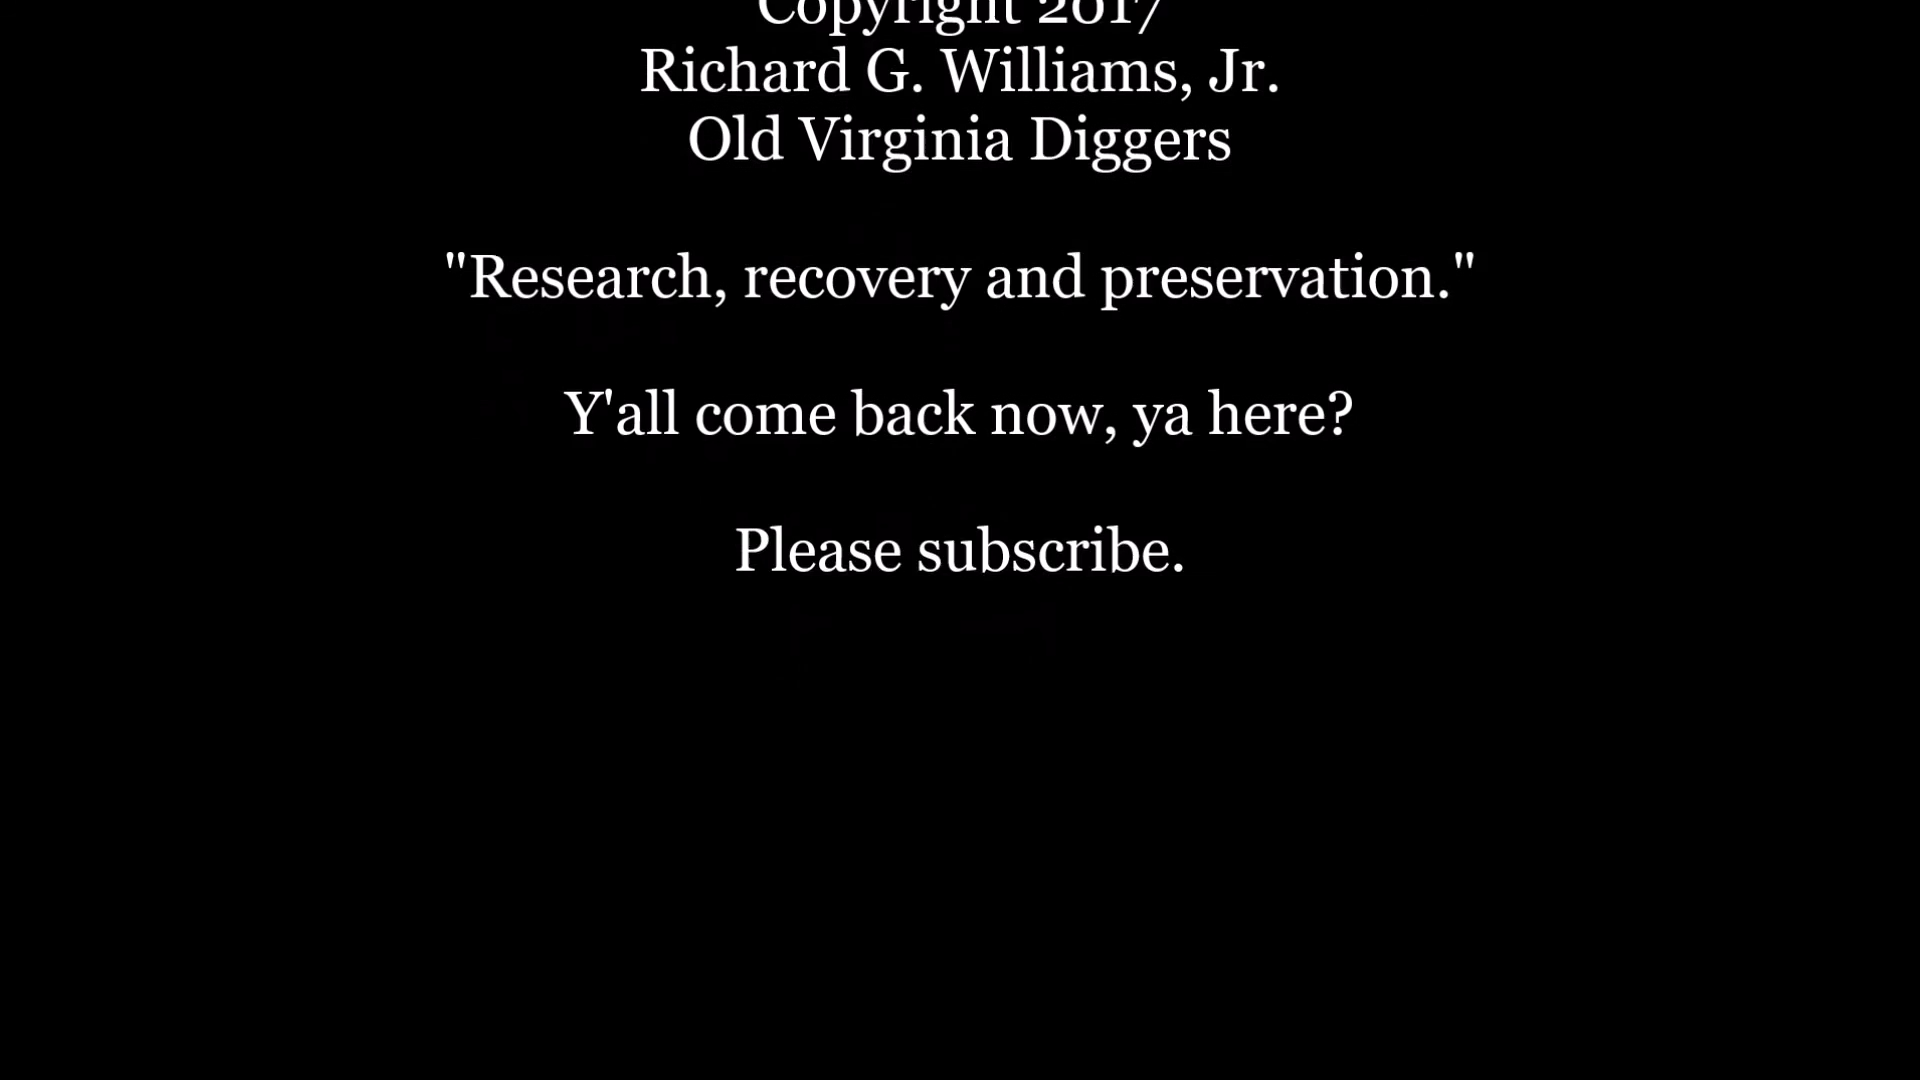 Copyright 2017
Richard G. Williams, Jr.
Old Virginia Diggers
"Research, recovery and preservation."
Y'all come back now, ya here?
Please subscribe.